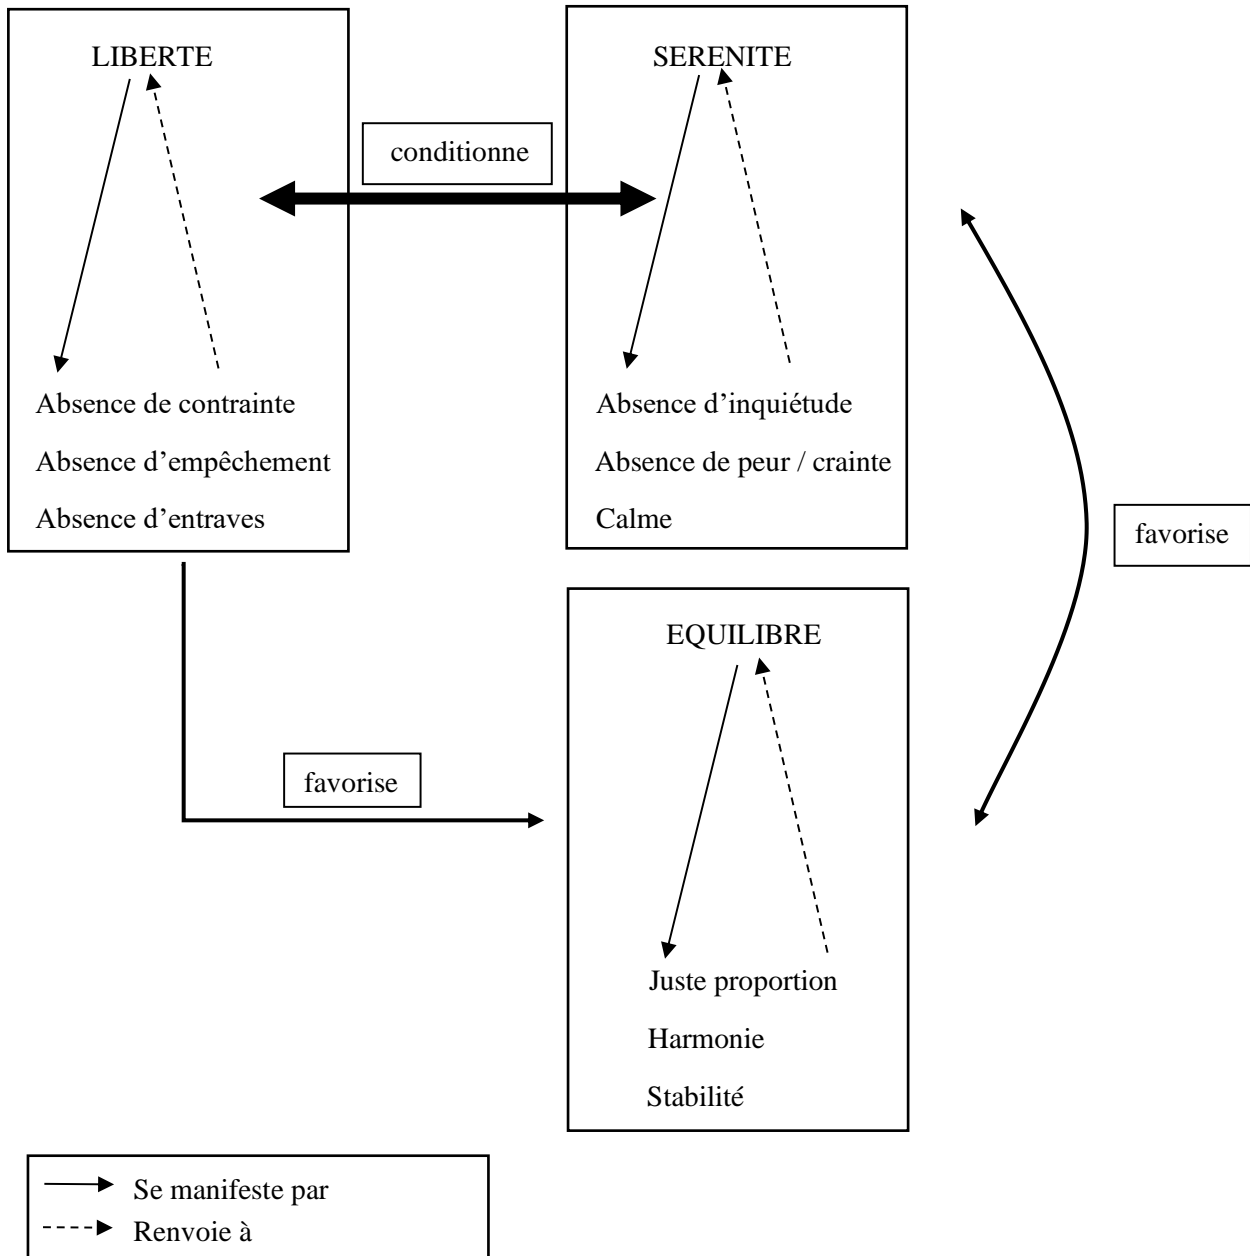 LIBERTE
SERENITE
conditionne
Absence de contrainte
Absence d’empêchement
Absence d’entraves
Absence d’inquiétude
Absence de peur / crainte
Calme
favorise
EQUILIBRE
favorise
Juste proportion
Harmonie
Stabilité
Se manifeste par
Renvoie à